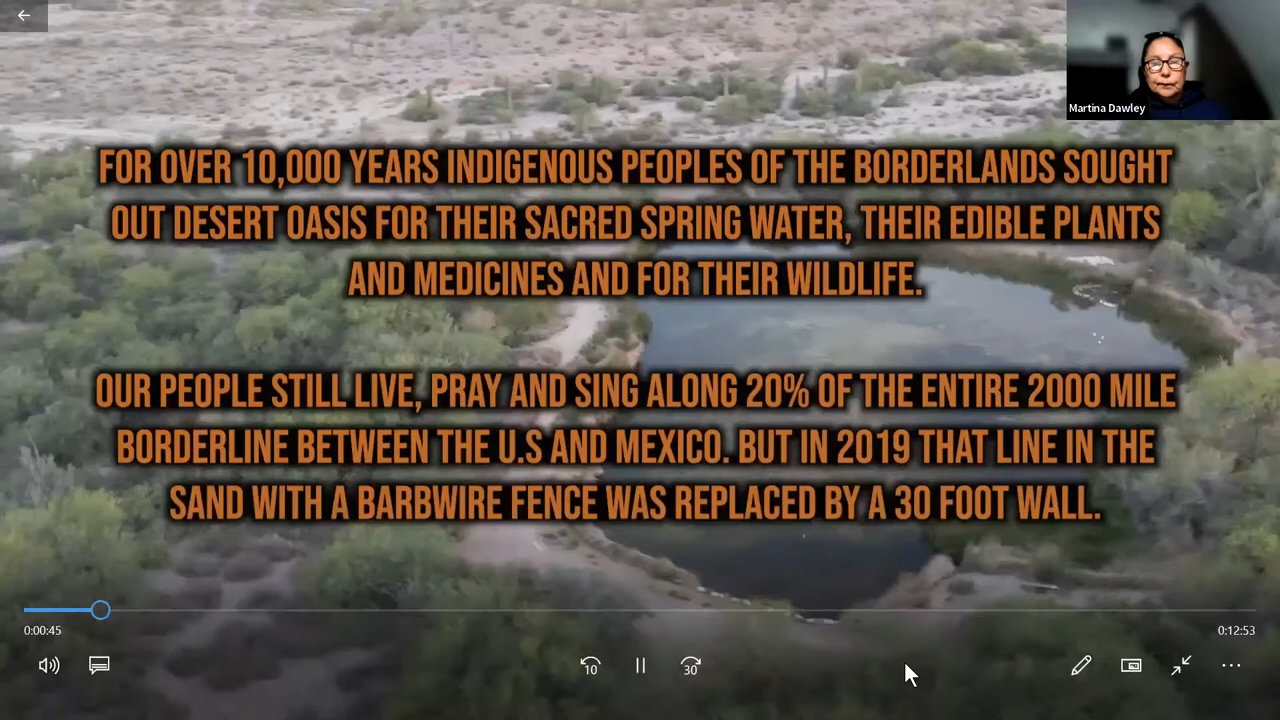 Martina Dawley
FOR OVER 10,000 YEARS INDIGENOUS PEOPLES OF THE BORDERLANDS SOUGHT
OUT DESERT OASIS FOR THEIR SACRED SPRING WATER, THEIR EDIBLE PLANTS
AND MEDICINES AND FOR THEIR WILDLIFE.
OUR PEOPLE STILL LIVE, PRAY AND SING ALONG 20% OF THE ENTIRE 2000 MILE
BORDERLINE BETWEEN THE U.S AND MEXICO. BUT IN 2019 THAT LINE IN THE
SAND WITH A BARBWIRE FENCE WAS REPLACED BY A 30 FOOT WALL.
0:00:45
0:12:53
10
30